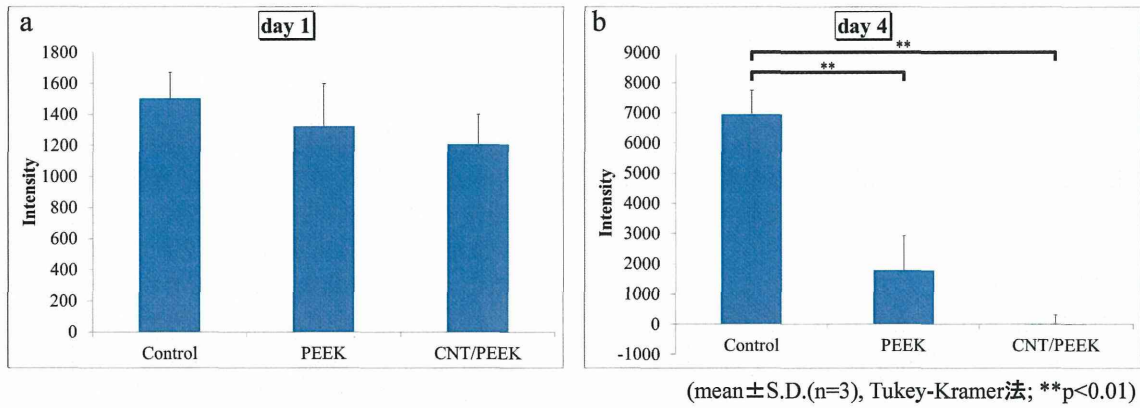 a
day 1
1800
1600
1400
1200
1000
800
600
400
200
0
Intensity
Control PEEK CNT/PEEK
b
day 4
9000
8000
7000
6000
5000
4000
3000
2000
1000
0
-1000
Intensity
**
**
Control PEEK CNT/PEEK
(mean±S.D.(n=3), Tukey-Kramer法; **p<0.01)